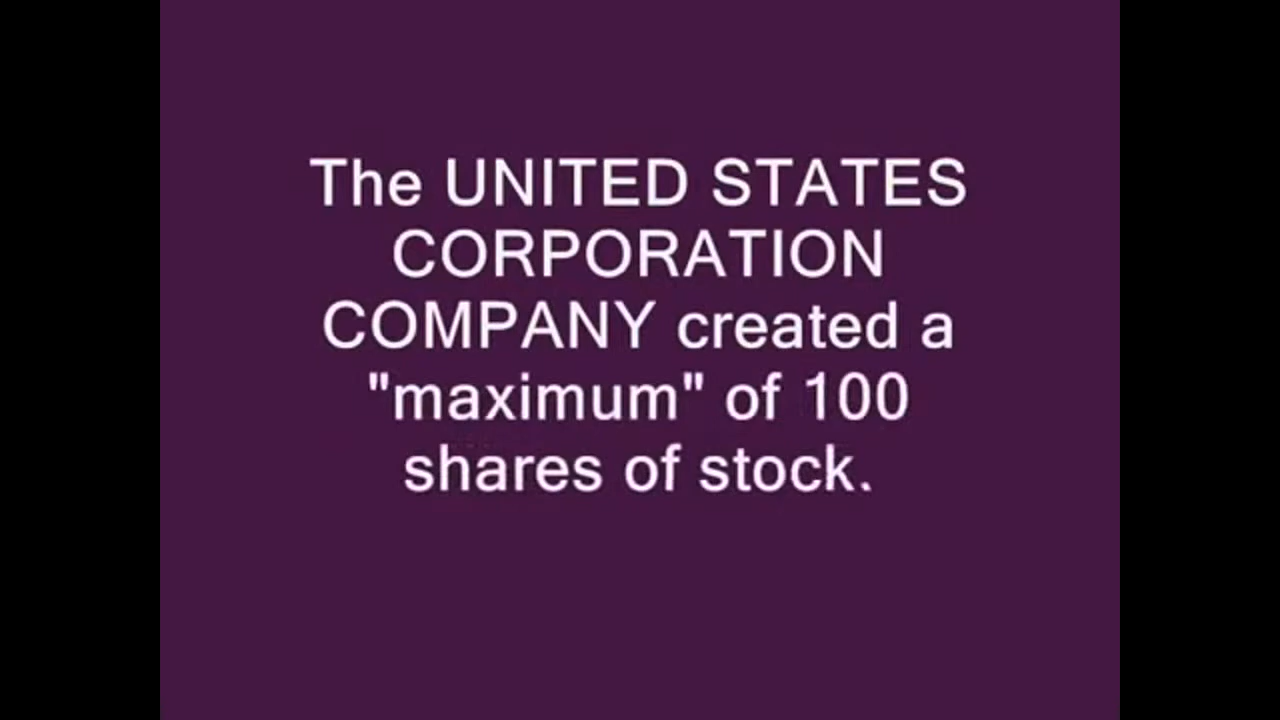 The UNITED STATES
CORPORATION
COMPANY created a
"maximum" of 100
shares of stock.